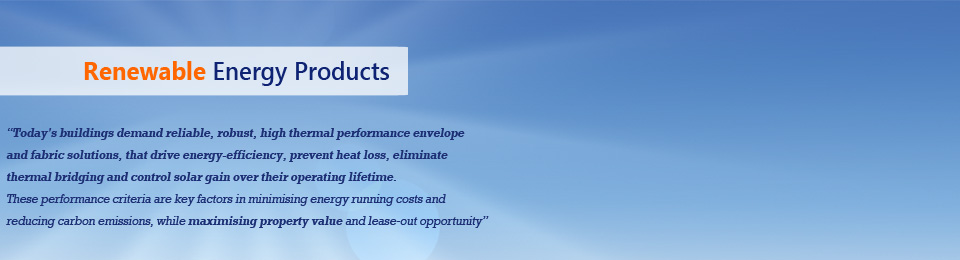 Renewable Energy Products
“Today’s buildings demand reliable, robust, high thermal performance envelope
and fabric solutions, that drive energy-efficiency, prevent heat loss, eliminate
thermal bridging and control solar gain over their operating lifetime.
These performance criteria are key factors in minimising energy running costs and
reducing carbon emissions, while maximising property value and lease-out opportunity”